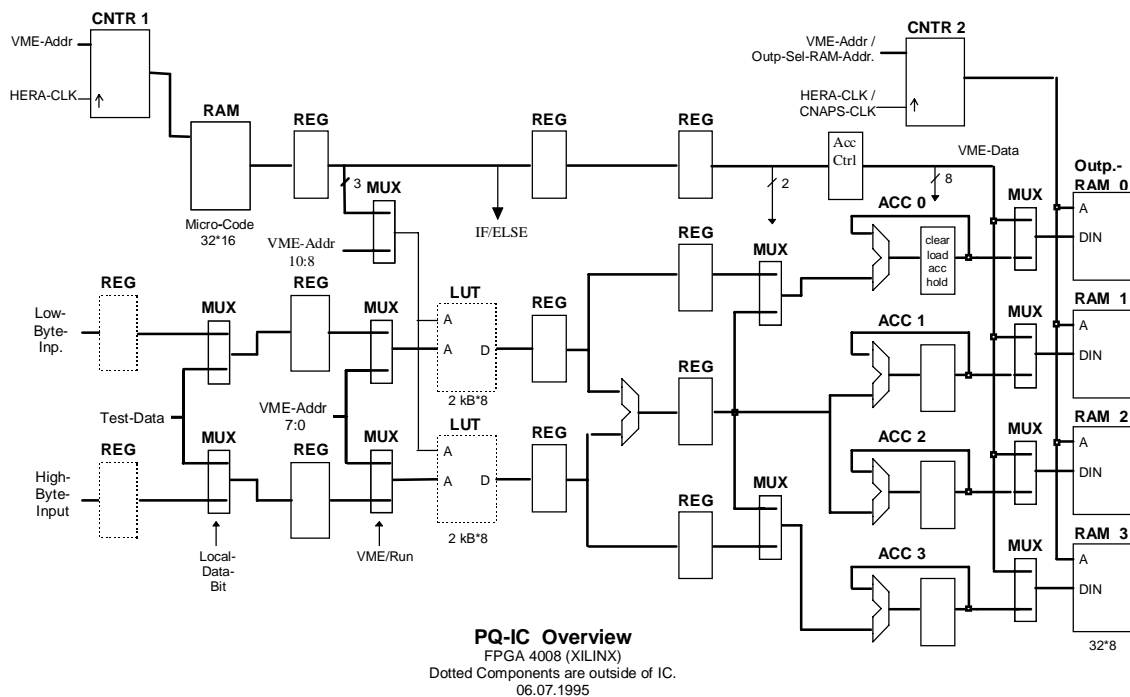 CNTR 1
VME-Addr
HERA-CLK
RAM
Micro-Code
32*16
REG
3
MUX
VME-Addr
10:8
IF/ELSE
REG
REG
2
Acc
Ctrl
8
VME-Data
CNTR 2
VME-Addr /
Outp-Sel-RAM-Addr.
HERA-CLK /
CNAPS-CLK
Outp.-
RAM 0
A
DIN
MUX
ACC 0
clear
load
acc
hold
REG
MUX
REG
Low-
Byte-
Inp.
MUX
REG
MUX
LUT
A
A
D
2 kB*8
REG
ACC 1
MUX
RAM 1
A
DIN
Test-Data
VME-Addr
7:0
REG
REG
High-
Byte-
Input
MUX
REG
MUX
LUT
A
A
D
2 kB*8
REG
ACC 2
MUX
RAM 2
A
DIN
Local-
Data-
Bit
VME/Run
REG
MUX
ACC 3
MUX
RAM 3
A
DIN
32*8
PQ-IC Overview
FPGA 4008 (XILINX)
Dotted Components are outside of IC.
06.07.1995